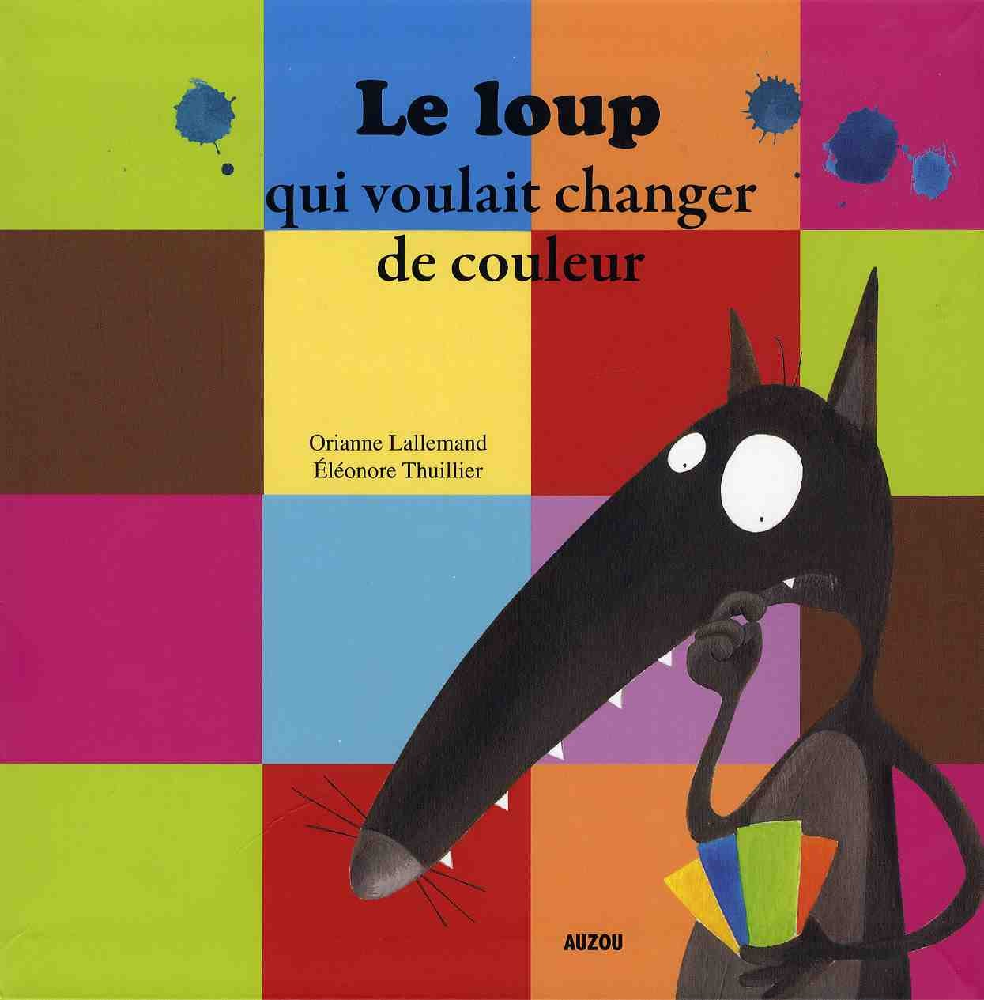 Le loup
qui voulait changer
de couleur
Orianne Lallemand
Éléonore Thuillier
AUZOU